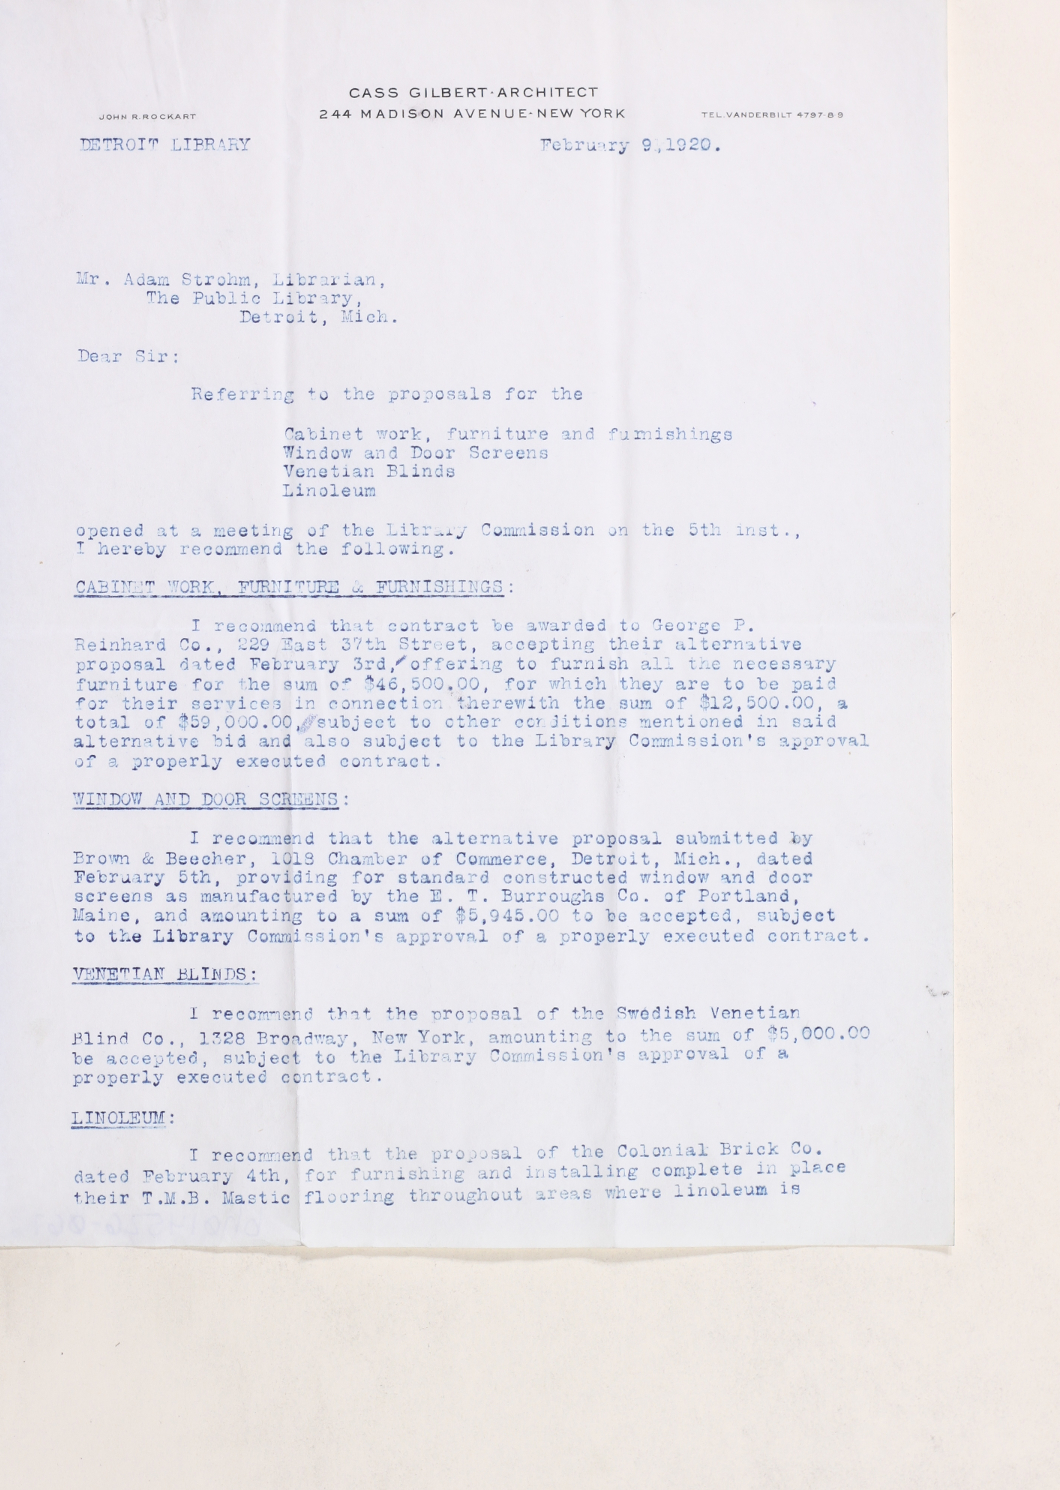 CASS GILBERT·ARCHITECT
JOHN R. ROCKART 244 MADISON AVENUE-NEW YORK TEL. VANDERBILT 4797-8-9
DETROIT LIBRARY February 9,1920.
Mr. Adam Strohm, Librarian,
The Public Library,
Detroit, Mich.
Dear Sir:
Referring to the proposals for the
Cabinet work, furniture and furnishings
Window and Door Screens
Venetian Blinds
Linoleum
opened at a meeting of the Library Commission on the 5th inst.,
I hereby recommend the following.
CABINET WORK, FURNITURE & FURNISHINGS:
I recommend that contract be awarded to George P.
Reinhard Co., 229 East 37th Street, accepting their alternative
proposal dated February 3rd, offering to furnish all the necessary
furniture for the sum of $46,500.00, for which they are to be paid
for their services in connection therewith the sum of $12,500.00, a
total of $59,000.00, subject to other conditions mentioned in said
alternative bid and also subject to the Library Commission's approval
of a properly executed contract.
WINDOW AND DOOR SCREENS:
I recommend that the alternative proposal submitted by
Brown & Beecher, 1018 Chamber of Commerce, Detroit, Mich., dated
February 5th, providing for standard constructed window and door
screens as manufactured by the E. T. Burroughs Co. of Portland,
Maine, and amounting to a sum of $5,945.00 to be accepted, subject
to the Library Commission's approval of a properly executed contract.
VENETIAN BLINDS:
I recommend that the proposal of the Swedish Venetian
Blind Co., 1328 Broadway, New York, amounting to the sum of $5,000.00
be accepted, subject to the Library Commission's approval of a
properly executed contract.
LINOLEUM:
I recommend that the proposal of the Colonial Brick Co.
dated February 4th, for furnishing and installing complete in place
their T.M.B. Mastic flooring throughout areas where linoleum is